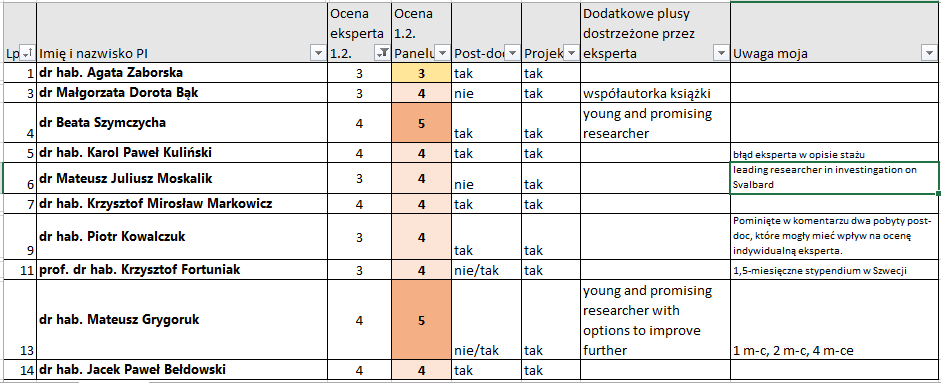 Lp Imię i nazwisko PI Ocena eksperta 1.2. Ocena 1.2. Panelu Post-doc Projek Dodatkowe plusy dostrzeżone przez eksperta Uwaga moja
1 dr hab. Agata Zaborska 3 3 tak tak
3 dr Małgorzata Dorota Bąk 3 4 nie tak współautorka książki
4 dr Beata Szymczycha 4 5 tak tak young and promising researcher
5 dr hab. Karol Paweł Kuliński 4 4 tak tak błąd eksperta w opisie stażu
6 dr Mateusz Juliusz Moskalik 3 4 nie tak leading researcher in investingation on Svalbard
7 dr hab. Krzysztof Mirosław Markowicz 4 4 tak tak
9 dr hab. Piotr Kowalczuk 3 4 tak tak Pominięte w komentarzu dwa pobyty post-doc, które mogły mieć wpływ na ocenę indywidualną eksperta.
11 prof. dr hab. Krzysztof Fortuniak 3 4 nie/tak tak 1,5-miesięczne stypendium w Szwecji
13 dr hab. Mateusz Grygoruk 4 5 nie/tak tak young and promising researcher with options to improve further 1 m-c, 2 m-c, 4 m-ce
14 dr hab. Jacek Paweł Bełdowski 4 4 tak tak